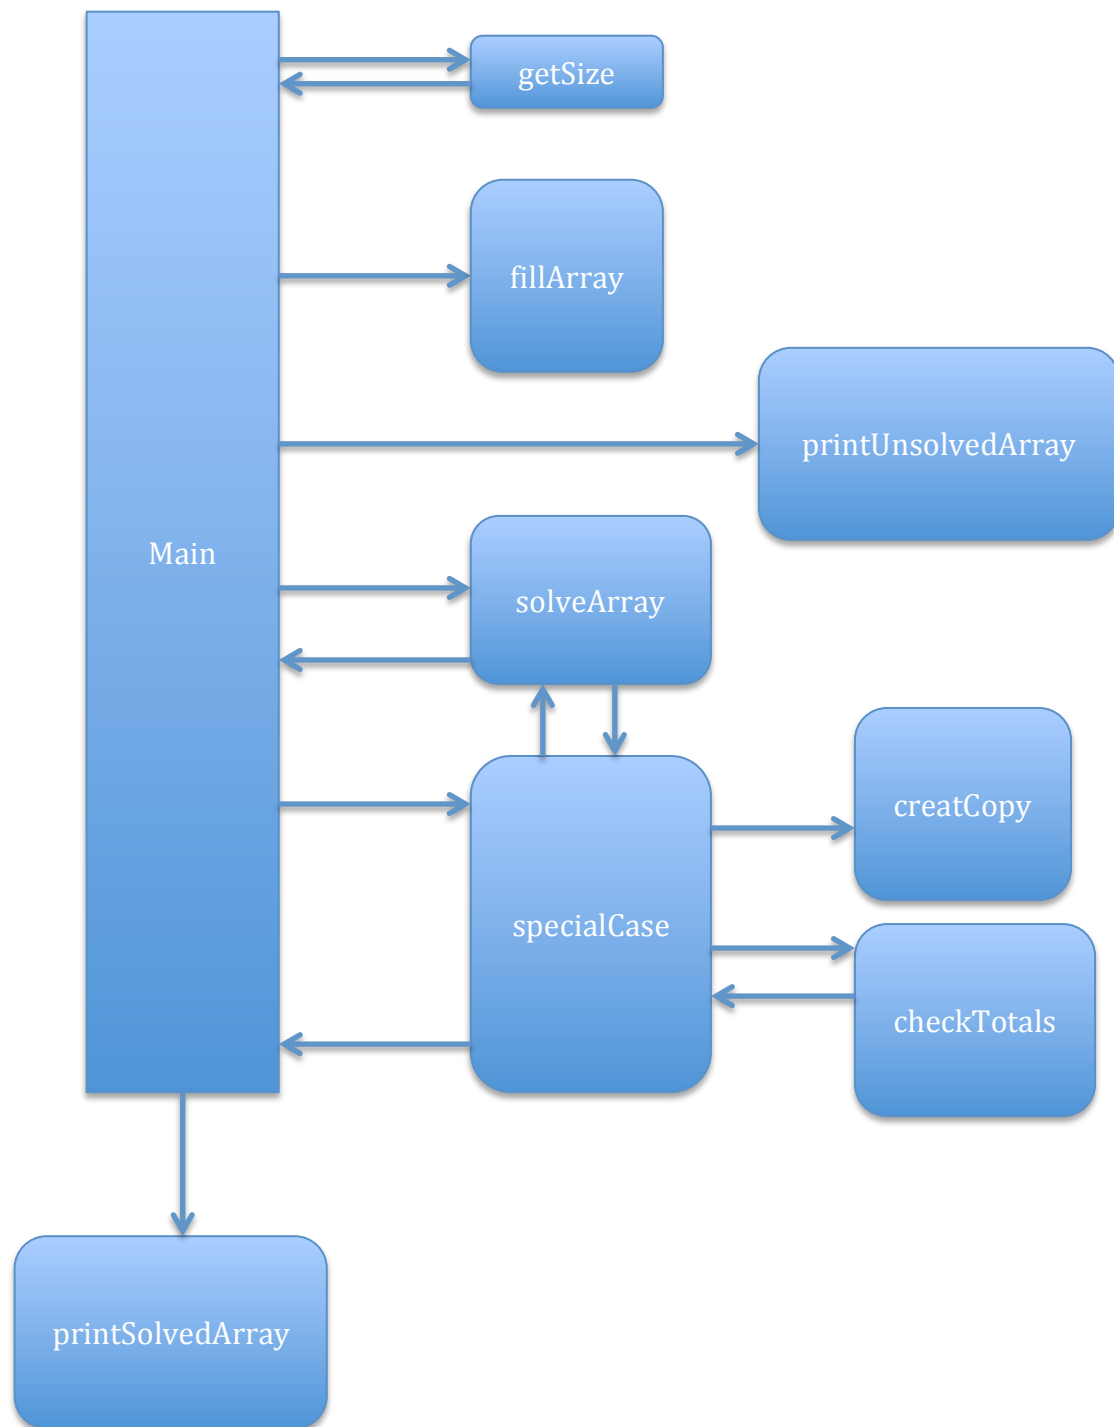 getSize
fillArray
printUnsolvedArray
Main
solveArray
creatCopy
specialCase
checkTotals
printSolvedArray